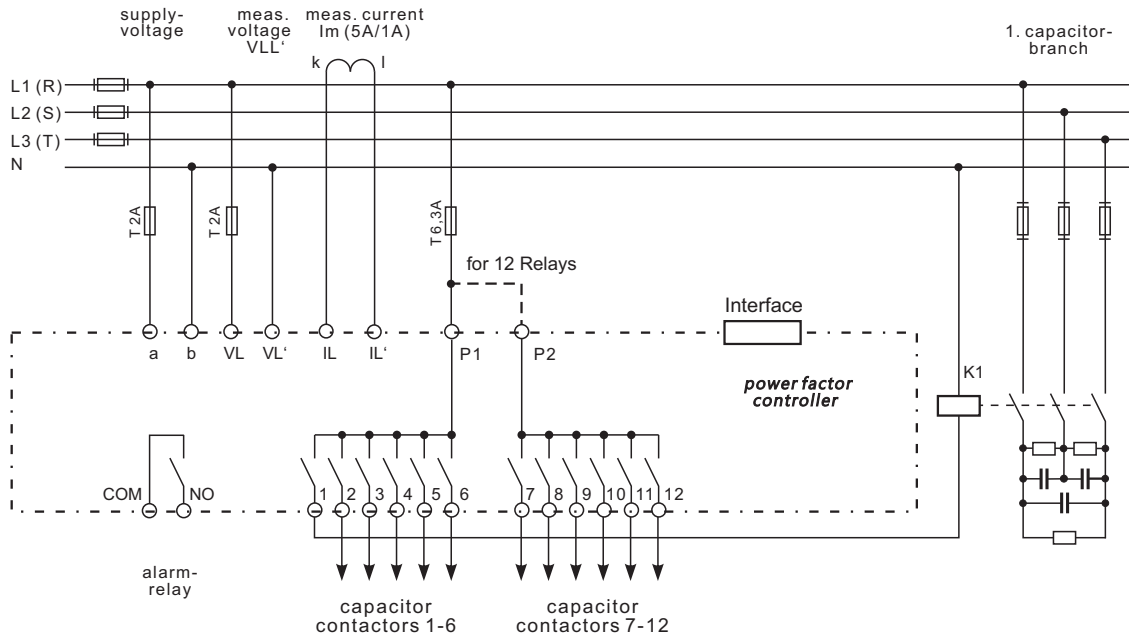 supply-
voltage
meas.
voltage
VLL‘
meas. current
Im (5A/1A)
k l
1. capacitor-
branch
L1 (R)
L2 (S)
L3 (T)
N
T 2A
T 2A
T 6,3A
for 12 Relays
Interface
a b VL VL‘ IL IL‘ P1 P2
power factor
controller
K1
COM NO
1 2 3 4 5 6 7 8 9 10 11 12
alarm-
relay
capacitor
contactors 1-6
capacitor
contactors 7-12